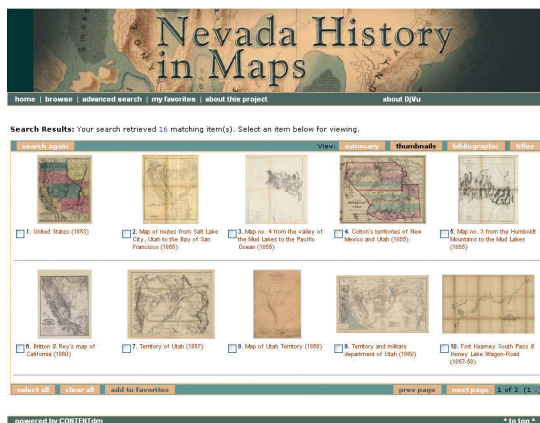 Nevada History
in Maps
home | browse | advanced search | my favorites | about this project about DjVu
Search Results: Your search retrieved 16 matching item(s). Select an item below for viewing.
search again View: summary thumbnails bibliographic titles
1. United States (1853)
2. Map of routes from Salt Lake
City, Utah to the Bay of San
Francisco (1855)
3. Map no. 4 from the valley of
the Mud Lakes to the Pacific
Ocean (1855)
4. Colton's territories of New
Mexico and Utah (1855)
5. Map no. 3 from the Humboldt
Mountains to the Mud Lakes
(1855)
6. Britton & Rey's map of
California (1860)
7. Territory of Utah (1857)
8. Map of Utah Territory (1858)
9. Territory and military
department of Utah (1860)
10. Fort Kearney South Pass &
Honey Lake Wagon-Road
(1857-58)
select all clear all add to favorites prev page next page 1 of 2 (1
powered by CONTENTdm ^ to top ^